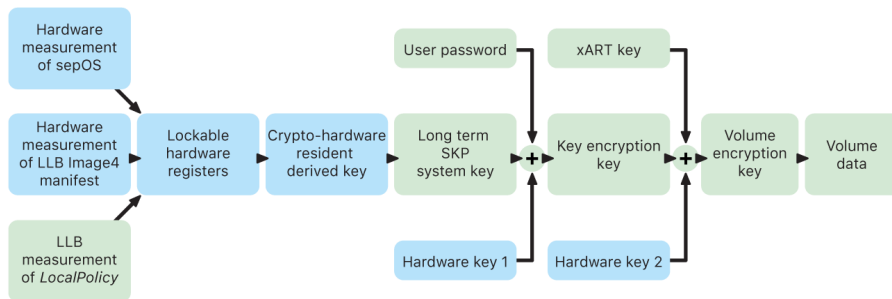 Hardware
measurement
of sepOS
User password
xART key
Hardware
measurement
of LLB Image4
manifest
Lockable
hardware
registers
Crypto-hardware
resident
derived key
Long term
SKP
system key
+
Key encryption
key
+
Volume
encryption
key
Volume
data
LLB
measurement
of LocalPolicy
Hardware key 1
Hardware key 2